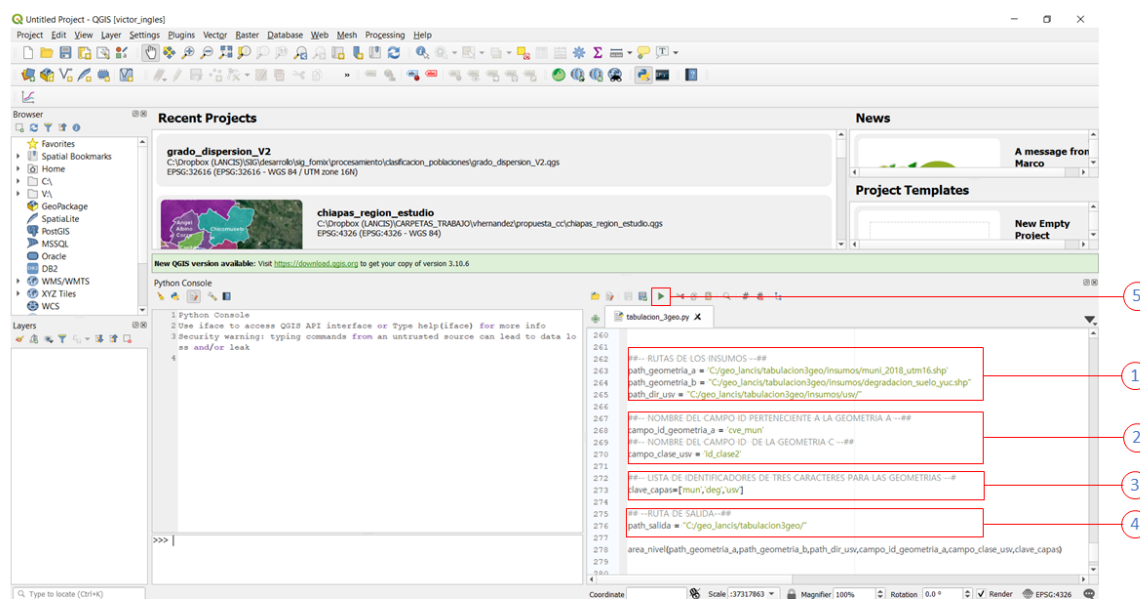 Untitled Project - QGIS [victor_ingles]
Project Edit View Layer Settings Plugins Vector Raster Database Web Mesh Processing Help
Browser
Favorites
Spatial Bookmarks
Home
C:\
V:\
GeoPackage
SpatiaLite
PostGIS
MSSQL
Oracle
DB2
WMS/WMTS
XYZ Tiles
WCS
Layers
Recent Projects
grado_dispersion_V2
C:\Dropbox (LANCIS)\SIG\desarrollo\sig_fomix\procesamiento\clasificacion_poblaciones\grado_dispersion_V2.qgs
EPSG:32616 (EPSG:32616 - WGS 84 / UTM zone 16N)
chiapas_region_estudio
C:\Dropbox (LANCIS)\CARPETAS_TRABAJO\vhernandez\propuesta_cc\chiapas_region_estudio.qgs
EPSG:4326 (EPSG:4326 - WGS 84)
News
A message from
Marco
Project Templates
New Empty
Project
New QGIS version available: Visit https://download.qgis.org to get your copy of version 3.10.6
Python Console
1 Python Console
2 Use iface to access QGIS API interface or Type help(iface) for more info
3 Security warning: typing commands from an untrusted source can lead to data lo
ss and/or leak
4
>>>
tabulacion_3geo.py
260
261
262 ##-- RUTAS DE LOS INSUMOS --##
263 path_geometria_a = 'C:/geo_lancis/tabulacion3geo/insumos/muni_2018_utm16.shp'
264 path_geometria_b = "C:/geo_lancis/tabulacion3geo/insumos/degradacion_suelo_yuc.shp"
265 path_dir_usv = "C:/geo_lancis/tabulacion3geo/insumos/usv/"
266
267 ##-- NOMBRE DEL CAMPO ID PERTENECIENTE A LA GEOMETRIA A --##
268 campo_id_geometria_a = 'cve_mun'
269 ##-- NOMBRE DEL CAMPO ID DE LA GEOMETRIA C --##
270 campo_clase_usv = 'id_clase2'
271
272 ##-- LISTA DE IDENTIFICADORES DE TRES CARACTERES PARA LAS GEOMETRIAS --#
273 clave_capas=['mun','deg','usv']
274
275 ## --RUTA DE SALIDA--##
276 path_salida = "C:/geo_lancis/tabulacion3geo/"
277
278 area_nivel(path_geometria_a,path_geometria_b,path_dir_usv,campo_id_geometria_a,campo_clase_usv,clave_capas)
279
280
5
1
2
3
4
Type to locate (Ctrl+K)
Coordinate
Scale :37317863
Magnifier 100%
Rotation 0.0 °
Render
EPSG:4326